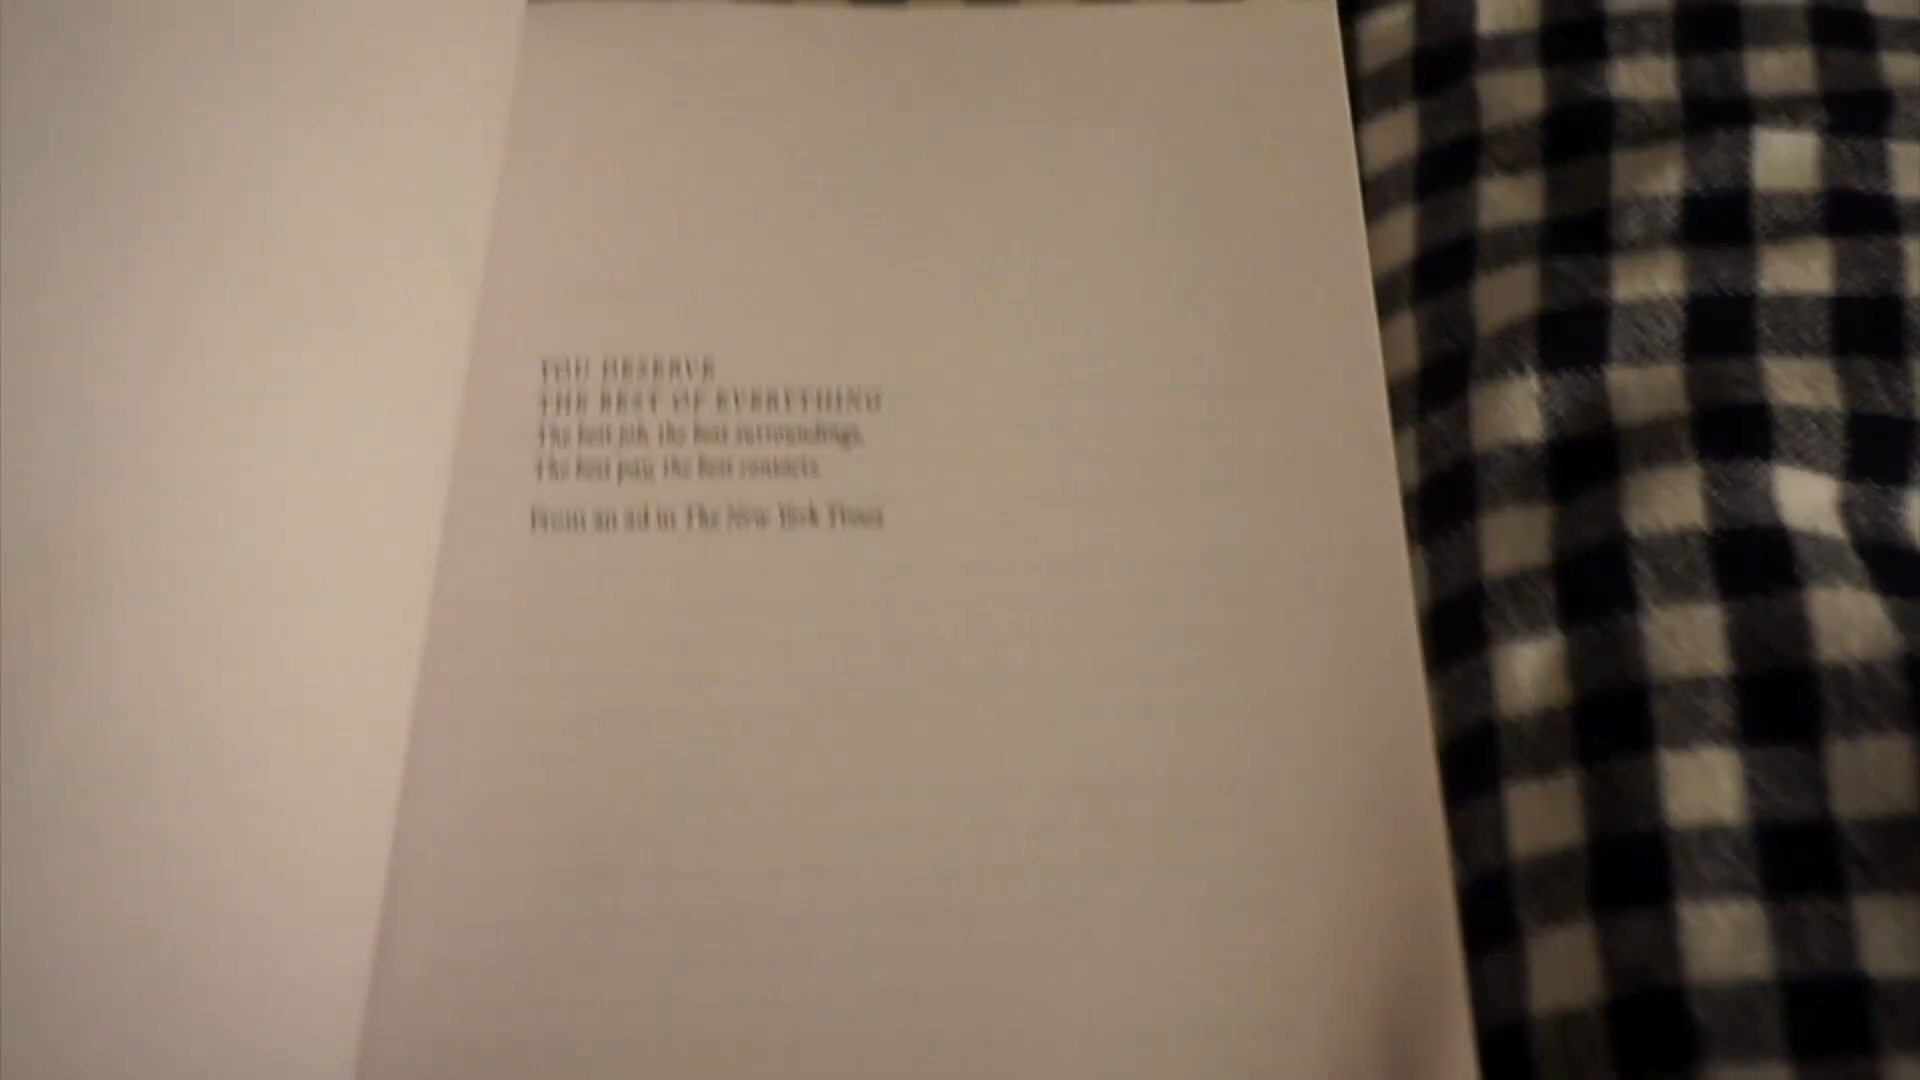 YOU DESERVE
THE BEST OF EVERYTHING
The best job, the best surroundings,
The best pay, the best contacts.
From an ad in The New York Times